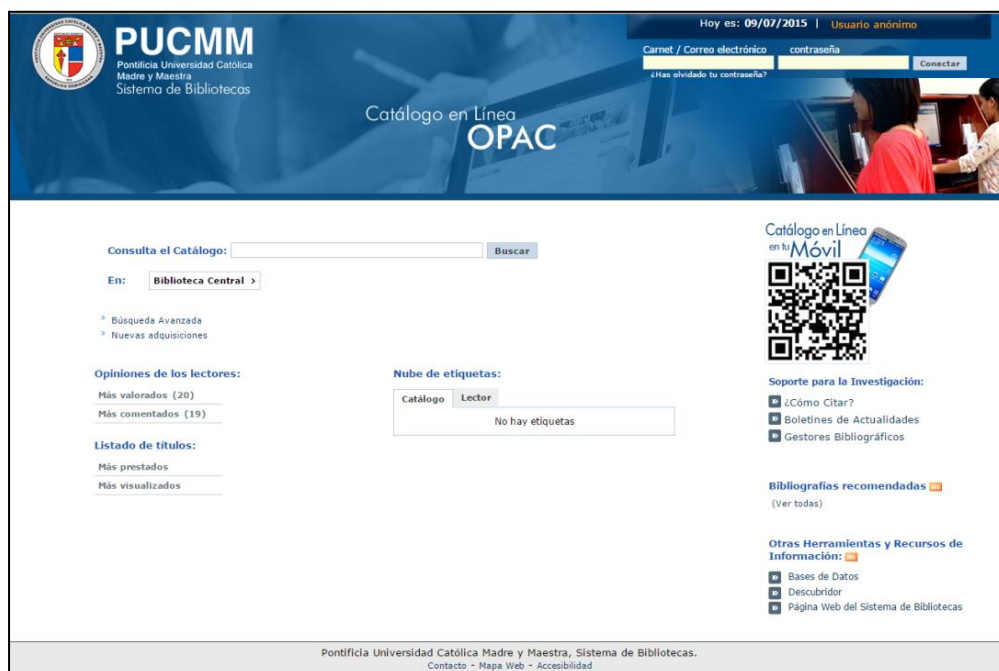 PUCMM
Pontificia Universidad Católica
Madre y Maestra
Sistema de Bibliotecas
Hoy es: 09/07/2015 | Usuario anónimo
Carnet / Correo electrónico contraseña
Conectar
¿Has olvidado tu contraseña?
Catálogo en Línea
OPAC
Consulta el Catálogo: Buscar
En: Biblioteca Central >
Búsqueda Avanzada
Nuevas adquisiciones
Opiniones de los lectores:
Más valorados (20)
Más comentados (19)
Listado de títulos:
Más prestados
Más visualizados
Nube de etiquetas:
Catálogo Lector
No hay etiquetas
Catálogo en Línea
en tu Móvil
Soporte para la Investigación:
¿Cómo Citar?
Boletines de Actualidades
Gestores Bibliográficos
Bibliografías recomendadas
(Ver todas)
Otras Herramientas y Recursos de
Información:
Bases de Datos
Descubridor
Página Web del Sistema de Bibliotecas
Pontificia Universidad Católica Madre y Maestra, Sistema de Bibliotecas.
Contacto - Mapa Web - Accesibilidad